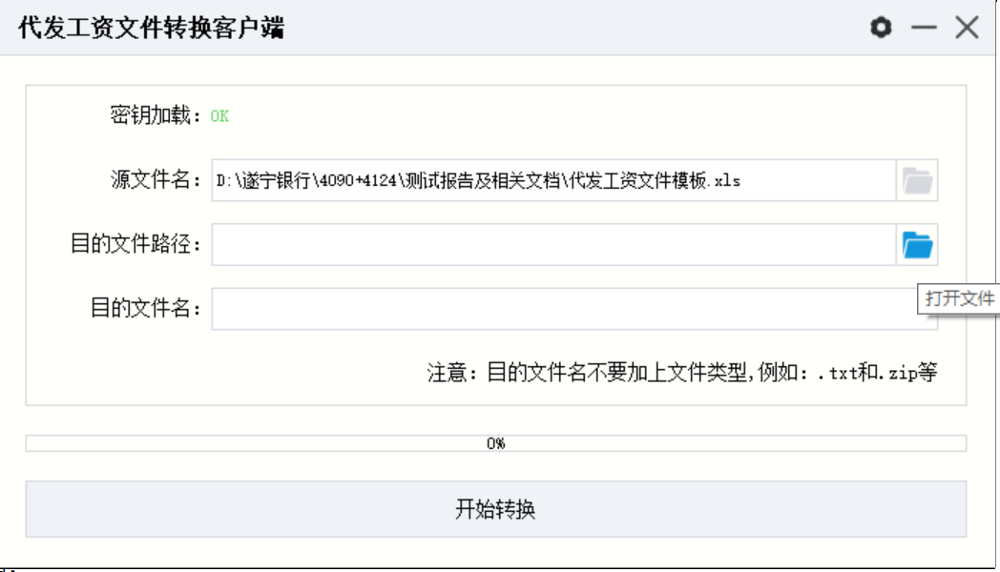 代发工资文件转换客户端
密钥加载：OK
源文件名：D:\遂宁银行\4090+4124\测试报告及相关文档\代发工资文件模板.xls
目的文件路径：
打开文件
目的文件名：
注意：目的文件名不要加上文件类型,例如：.txt和.zip等
0%
开始转换